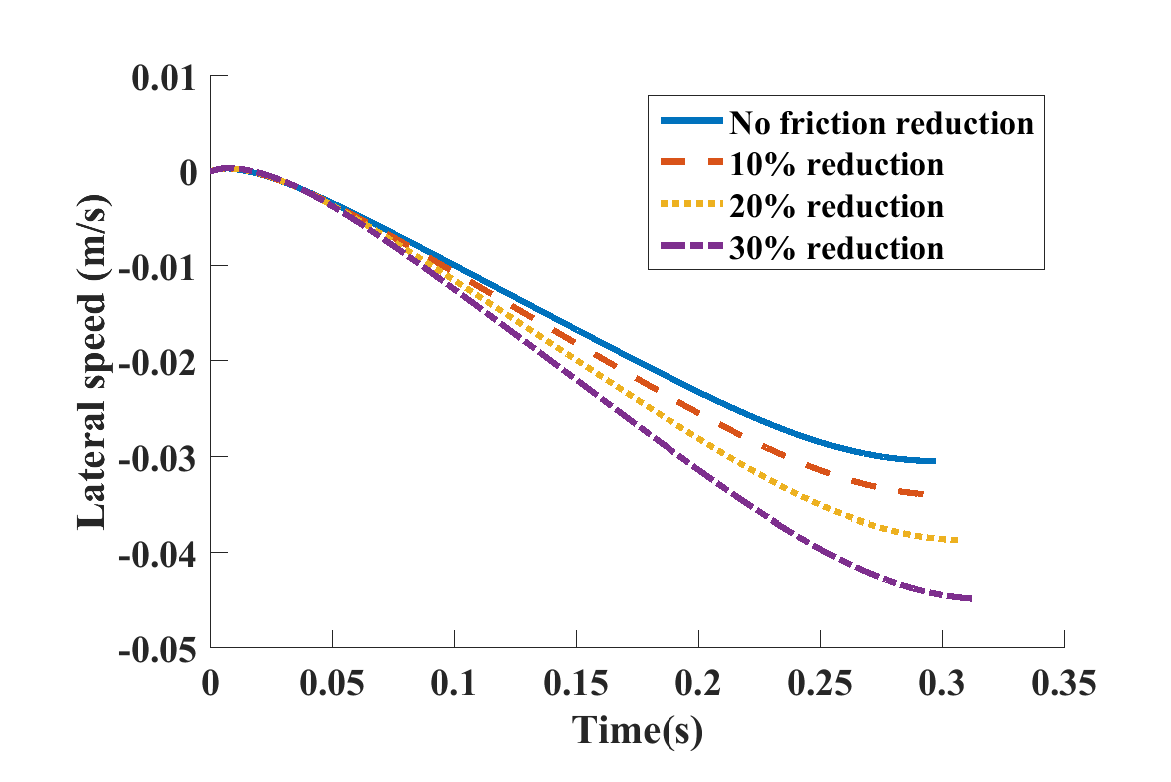 0.01
0
-0.01
-0.02
-0.03
-0.04
-0.05
Lateral speed (m/s)
No friction reduction
10% reduction
20% reduction
30% reduction
0 0.05 0.1 0.15 0.2 0.25 0.3 0.35
Time(s)